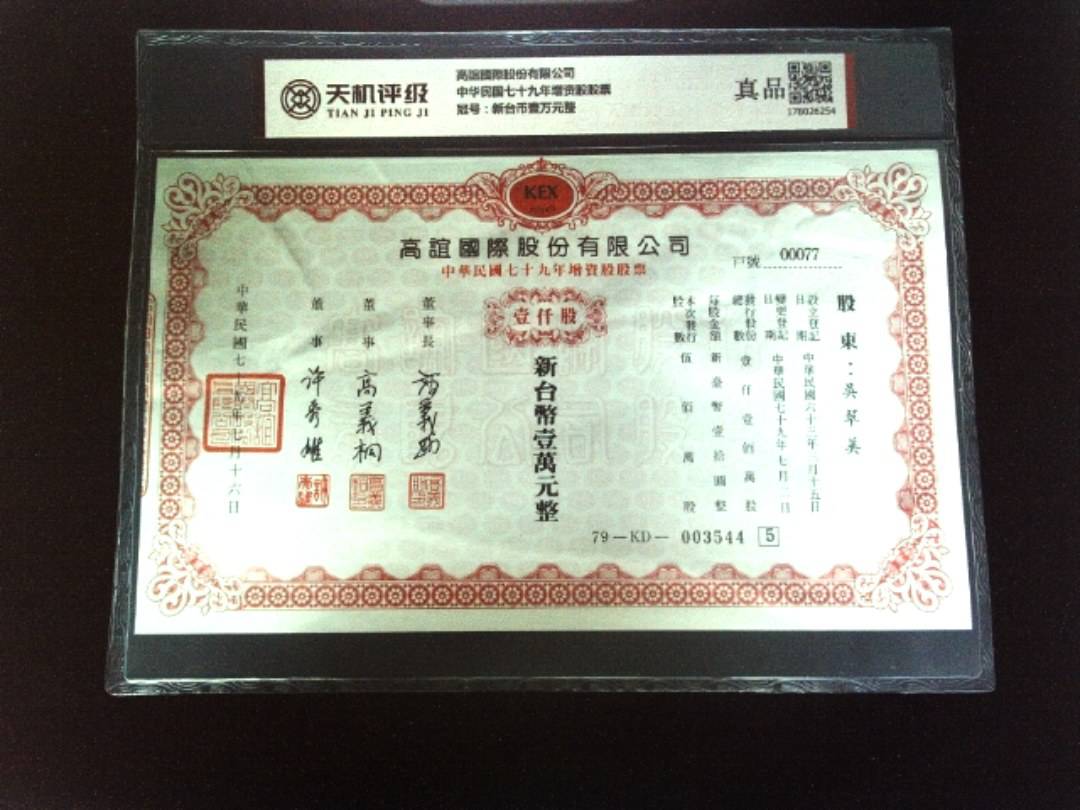 天机评级
TIAN JI PING JI
高誼國際股份有限公司
中华民国七十九年增资股股票
冠号：新台币壹万元整
真品
178026254
KEX
高誼國際股份有限公司
中華民國七十九年增資股股票
戸號 00077
壹仟股
股東：吳翠英
設立登記日期 中華民國六十三年三月十五日
變更登記日期 中華民國七十九年七月二日
發行股份總數 壹仟壹佰萬股
每股金額 新臺幣壹拾圓整
本次發行股數 伍佰萬股
新台幣壹萬元整
董事長
董事 高義桐
董事 許秀雄
中華民國七十九年七月十六日
79－KD－ 003544 5